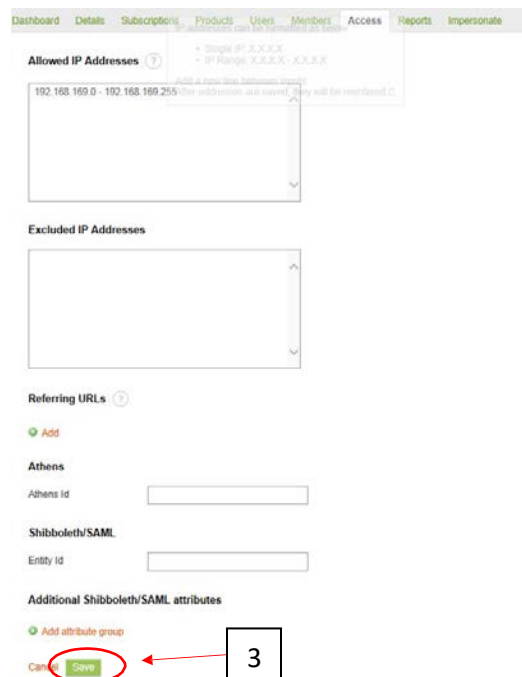 Dashboard Details Subscriptions Products Users Members Access Reports Impersonate
IP addresses can be formatted as below
Allowed IP Addresses ?
• Single IP: X.X.X.X
• IP Range: X.X.X.X - X.X.X.X
Add a new line between inputs
192.168.169.0 - 192.168.169.255
After addresses are saved, they will be reordered
Excluded IP Addresses
Referring URLs ?
Add
Athens
Athens Id
Shibboleth/SAML
Entity Id
Additional Shibboleth/SAML attributes
Add attribute group
Cancel Save
3